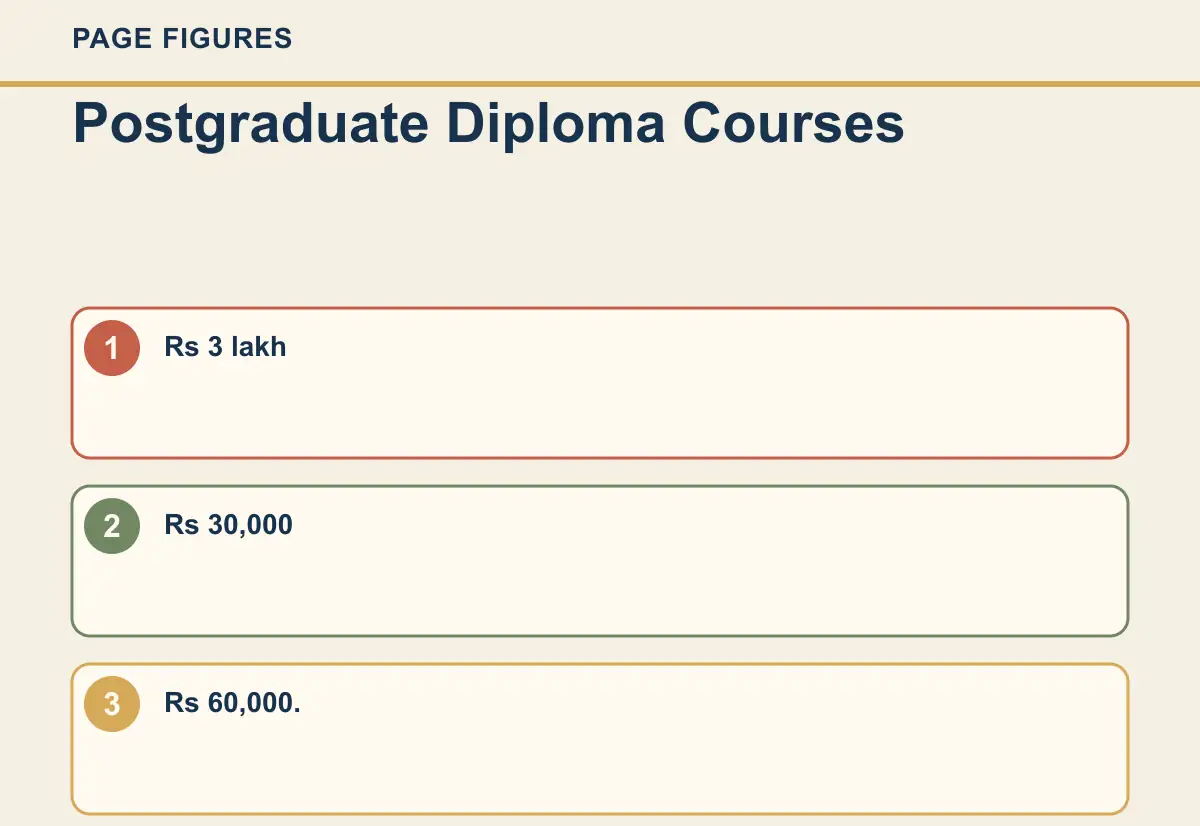 PAGE FIGURES
Postgraduate Diploma Courses
1 Rs 3 lakh
2 Rs 30,000
3 Rs 60,000.